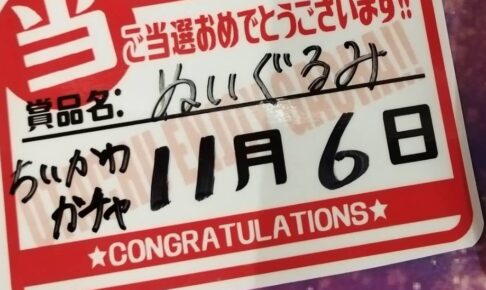 当
ご当選おめでとうございます!!
賞品名: ぬいぐるみ
ちいかわ
ガチャ
11月6日
★CONGRATULATIONS★